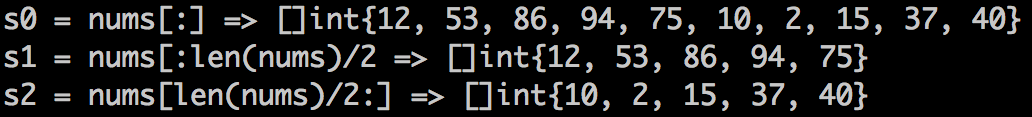 s0 = nums[:] => []int{12, 53, 86, 94, 75, 10, 2, 15, 37, 40}
s1 = nums[:len(nums)/2 => []int{12, 53, 86, 94, 75}
s2 = nums[len(nums)/2:] => []int{10, 2, 15, 37, 40}